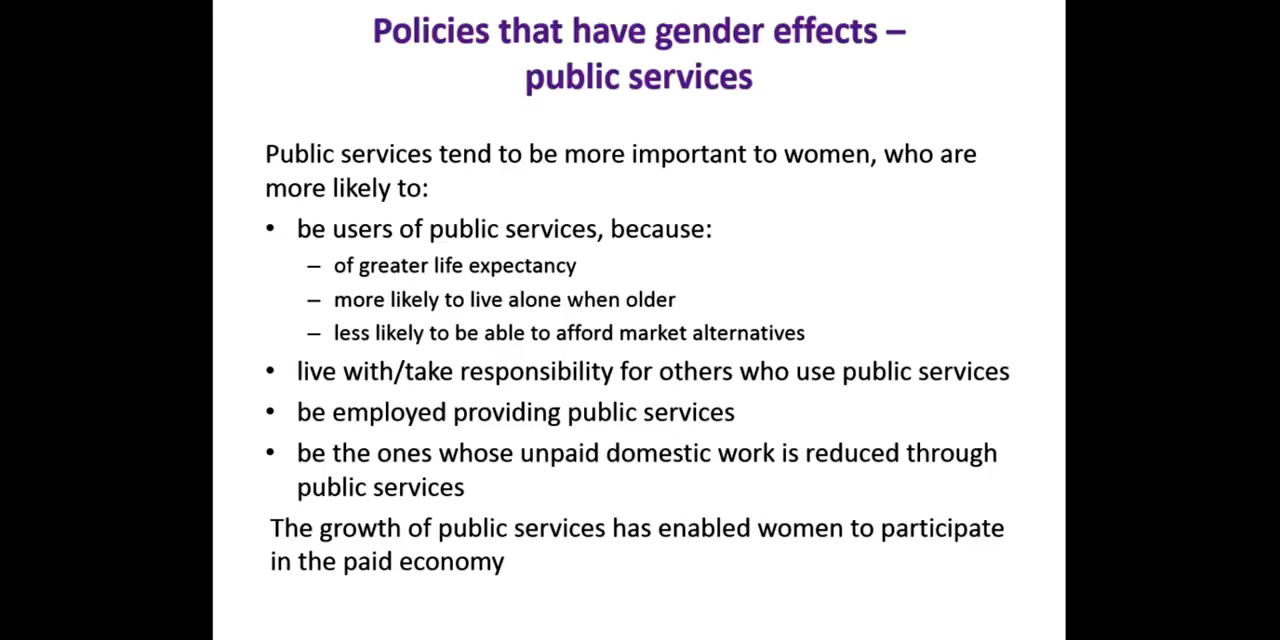 Policies that have gender effects –
public services
Public services tend to be more important to women, who are
more likely to:
• be users of public services, because:
– of greater life expectancy
– more likely to live alone when older
– less likely to be able to afford market alternatives
• live with/take responsibility for others who use public services
• be employed providing public services
• be the ones whose unpaid domestic work is reduced through
public services
The growth of public services has enabled women to participate
in the paid economy